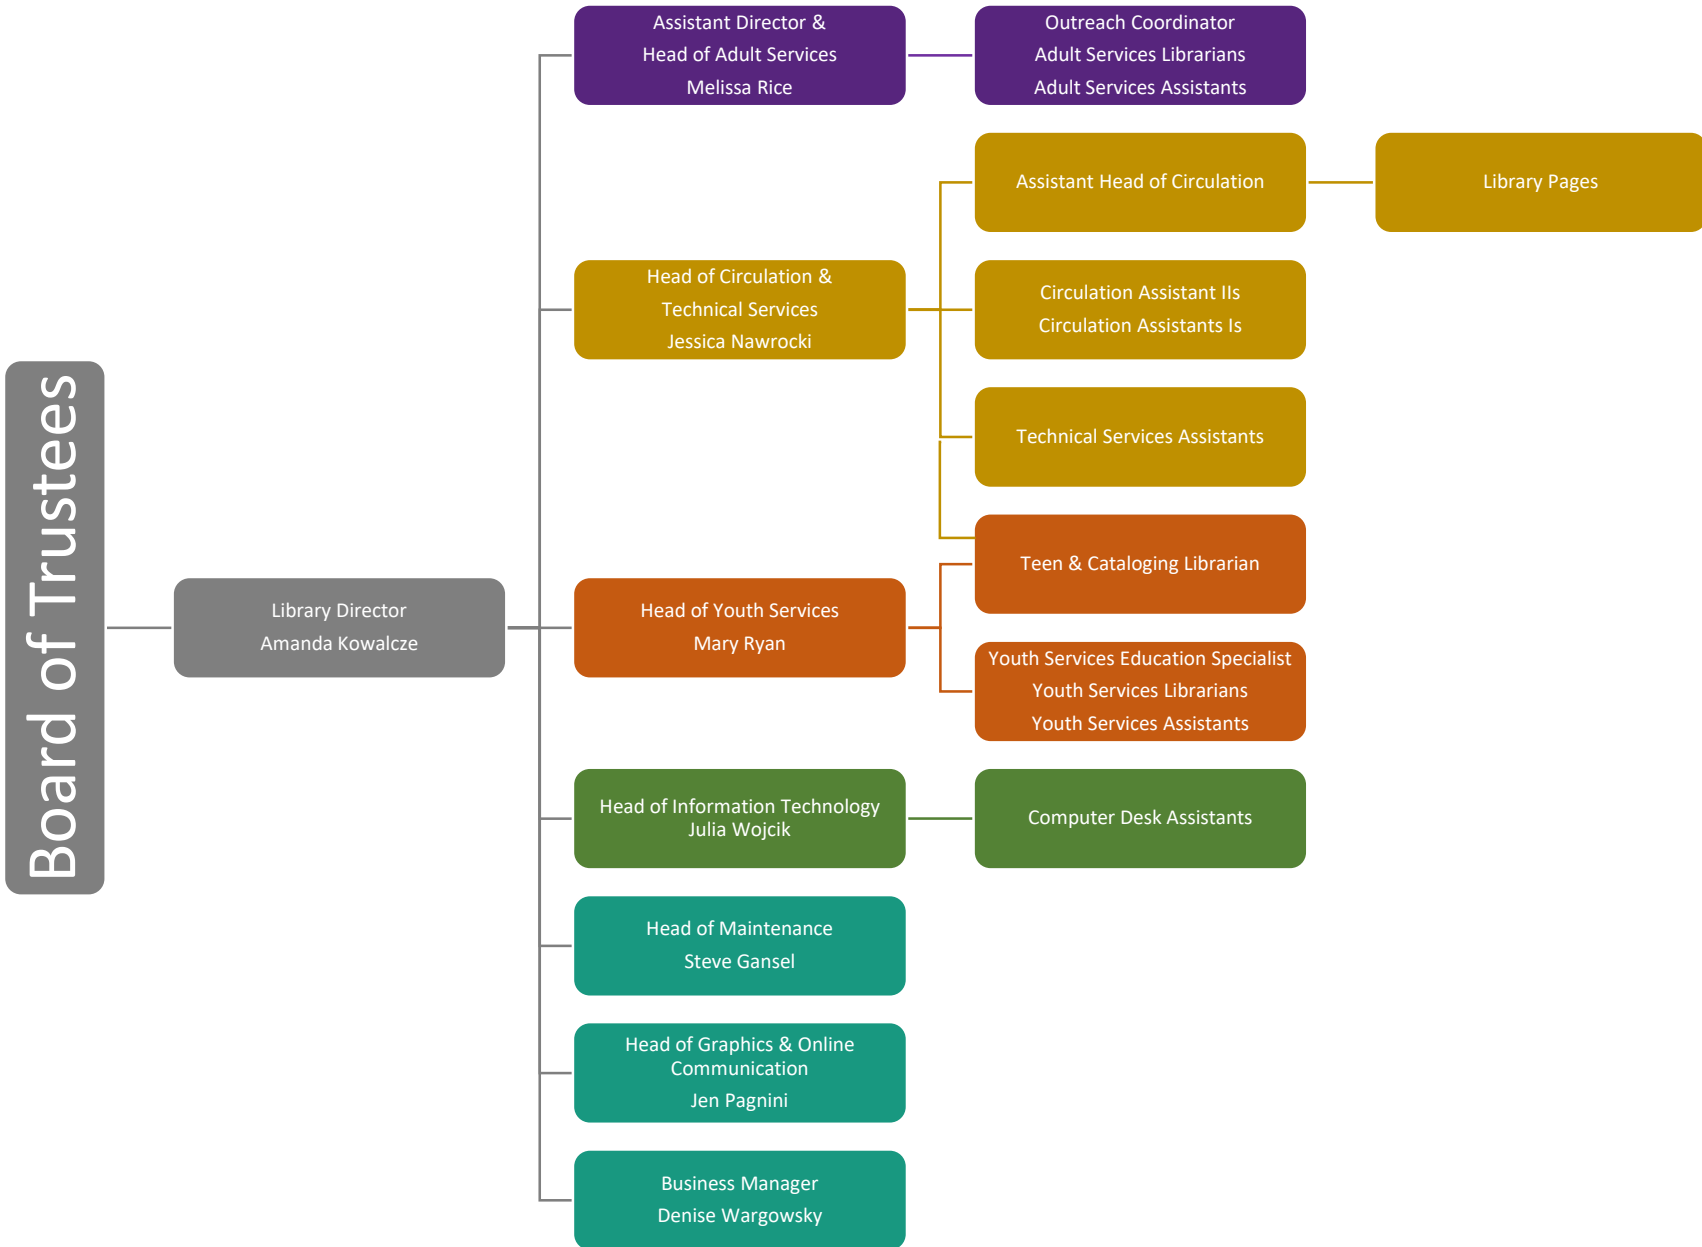 Board of Trustees
Library Director
Amanda Kowalcze
Assistant Director &
Head of Adult Services
Melissa Rice
Outreach Coordinator
Adult Services Librarians
Adult Services Assistants
Head of Circulation &
Technical Services
Jessica Nawrocki
Assistant Head of Circulation
Library Pages
Circulation Assistant IIs
Circulation Assistants Is
Technical Services Assistants
Head of Youth Services
Mary Ryan
Teen & Cataloging Librarian
Youth Services Education Specialist
Youth Services Librarians
Youth Services Assistants
Head of Information Technology
Julia Wojcik
Computer Desk Assistants
Head of Maintenance
Steve Gansel
Head of Graphics & Online
Communication
Jen Pagnini
Business Manager
Denise Wargowsky